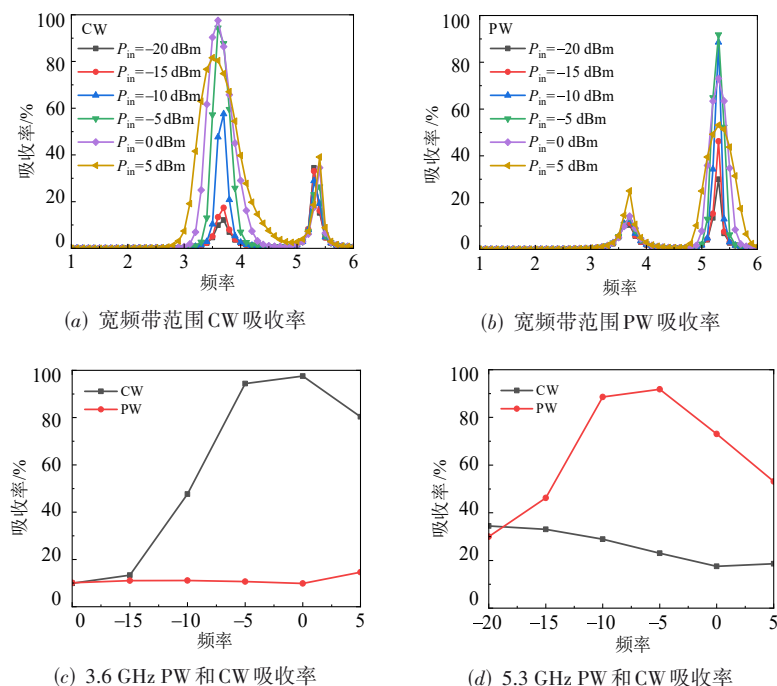 CW
P_in=−20 dBm
P_in=−15 dBm
P_in=−10 dBm
P_in=−5 dBm
P_in=0 dBm
P_in=5 dBm
吸收率/%
100
80
60
40
20
0
1 2 3 4 5 6
频率
(a) 宽频带范围CW吸收率
PW
P_in=−20 dBm
P_in=−15 dBm
P_in=−10 dBm
P_in=−5 dBm
P_in=0 dBm
P_in=5 dBm
吸收率/%
100
80
60
40
20
0
1 2 3 4 5 6
频率
(b) 宽频带范围PW吸收率
CW
PW
吸收率/%
100
80
60
40
20
0
0 −15 −10 −5 0 5
频率
(c) 3.6 GHz PW和CW吸收率
CW
PW
吸收率/%
100
80
60
40
20
0
−20 −15 −10 −5 0 5
频率
(d) 5.3 GHz PW和CW吸收率